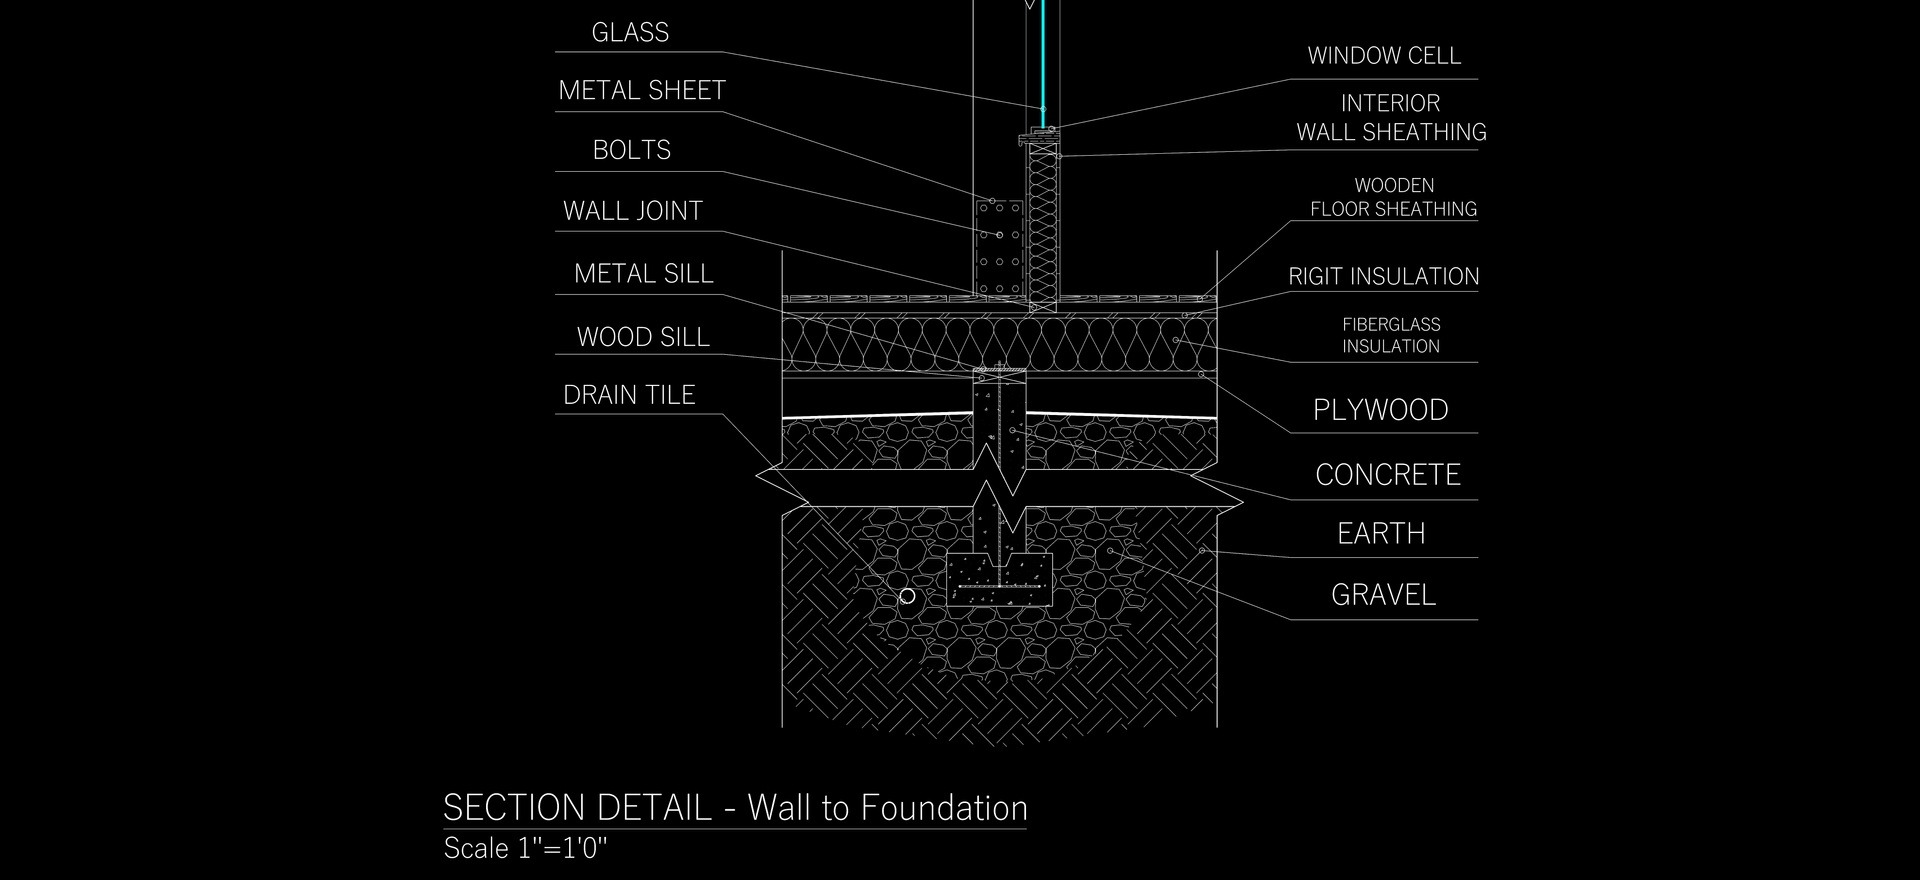 GLASS
METAL SHEET
BOLTS
WALL JOINT
METAL SILL
WOOD SILL
DRAIN TILE
WINDOW CELL
INTERIOR
WALL SHEATHING
WOODEN
FLOOR SHEATHING
RIGIT INSULATION
FIBERGLASS
INSULATION
PLYWOOD
CONCRETE
EARTH
GRAVEL
SECTION DETAIL - Wall to Foundation
Scale 1"=1'0"